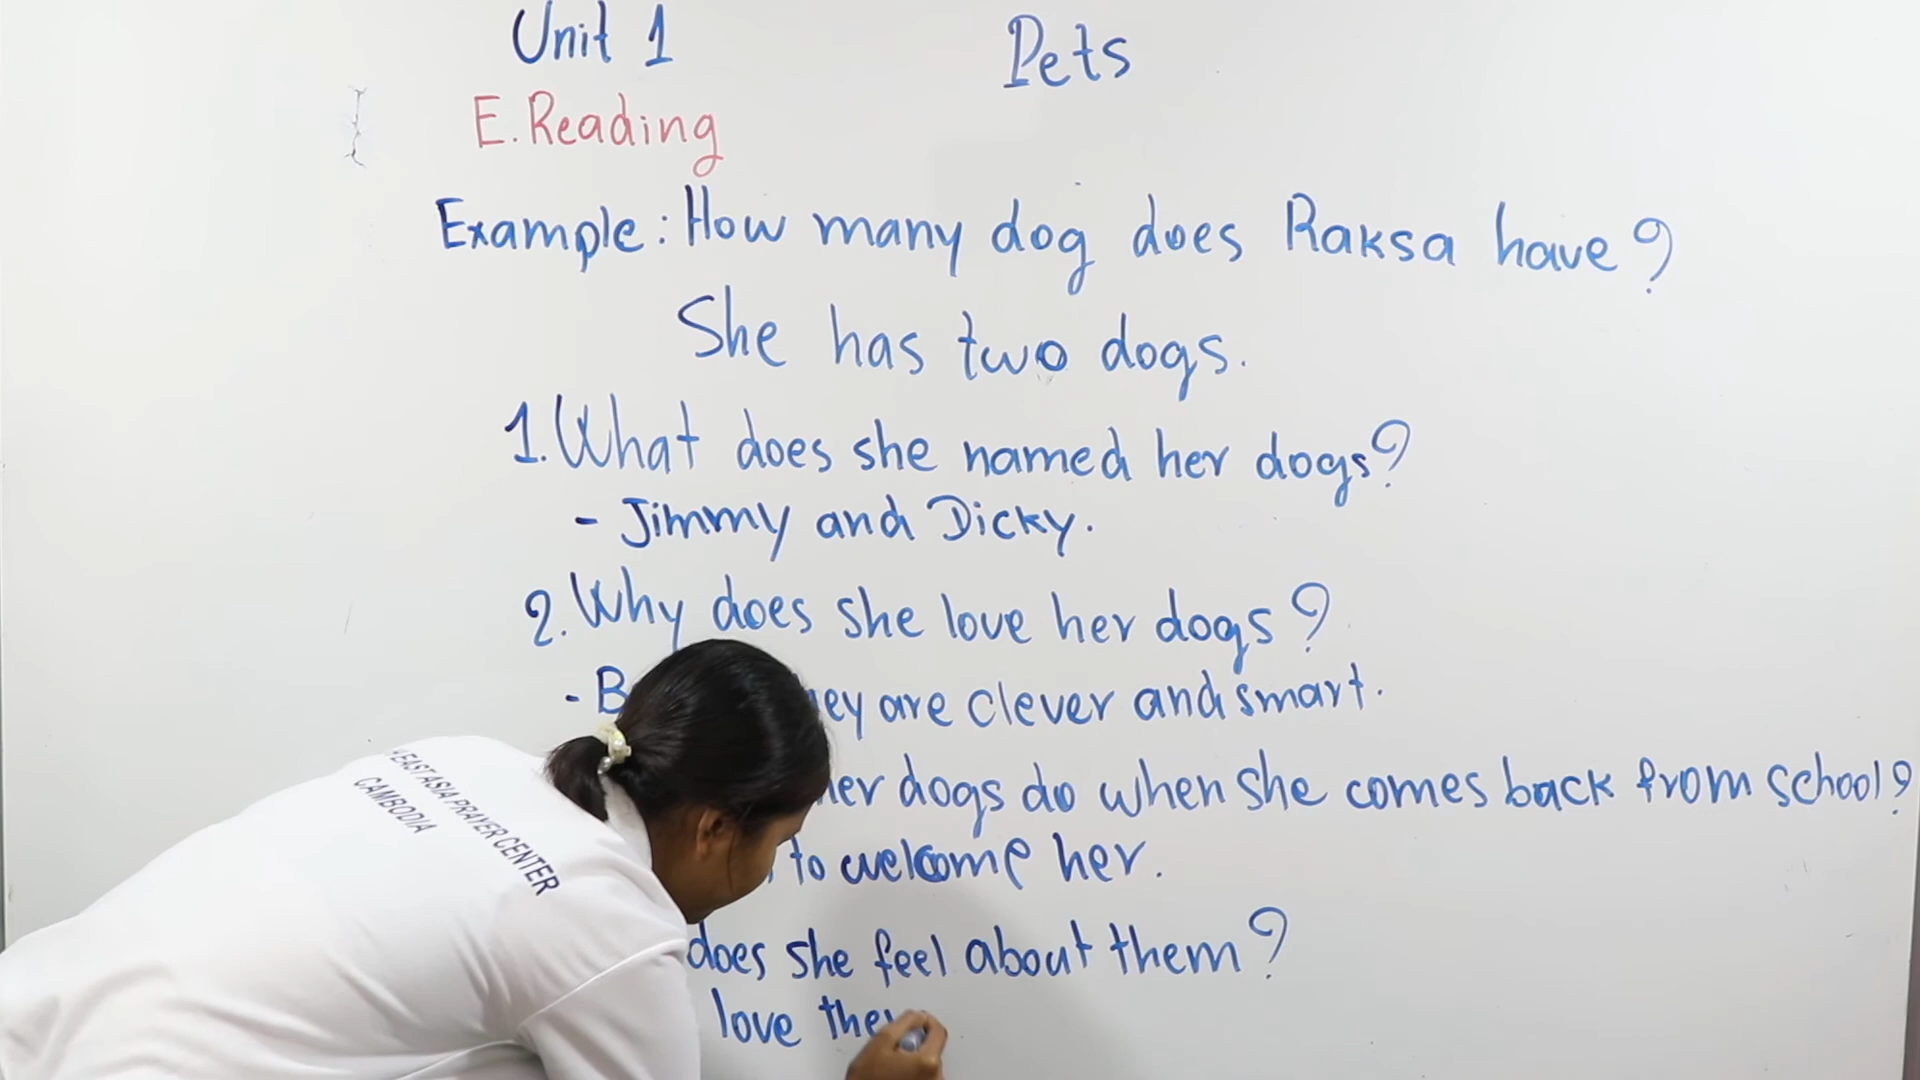 Unit 1 Pets
E. Reading
Example: How many dog does Raksa have?
She has two dogs.
1. What does she named her dogs?
- Jimmy and Dicky.
2. Why does she love her dogs?
- are clever and smart.
dogs do when she comes back from school?
to welcome her.
does she feel about them?
love
EAST ASIA PRAYER CENTER
CAMBODIA